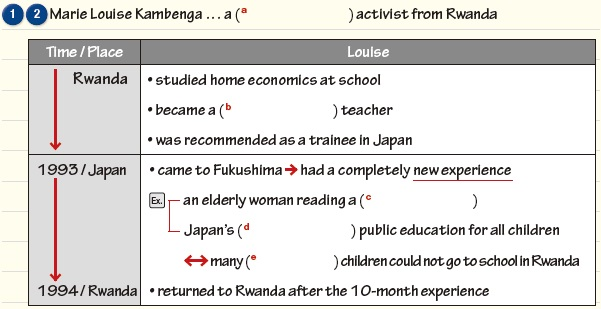 1 2 Marie Louise Kambenga … a (a ) activist from Rwanda
Time / Place Louise
Rwanda • studied home economics at school
• became a (b ) teacher
• was recommended as a trainee in Japan
1993 / Japan • came to Fukushima → had a completely new experience
Ex. an elderly woman reading a (c )
Japan's (d ) public education for all children
↔ many (e ) children could not go to school in Rwanda
1994 / Rwanda • returned to Rwanda after the 10-month experience